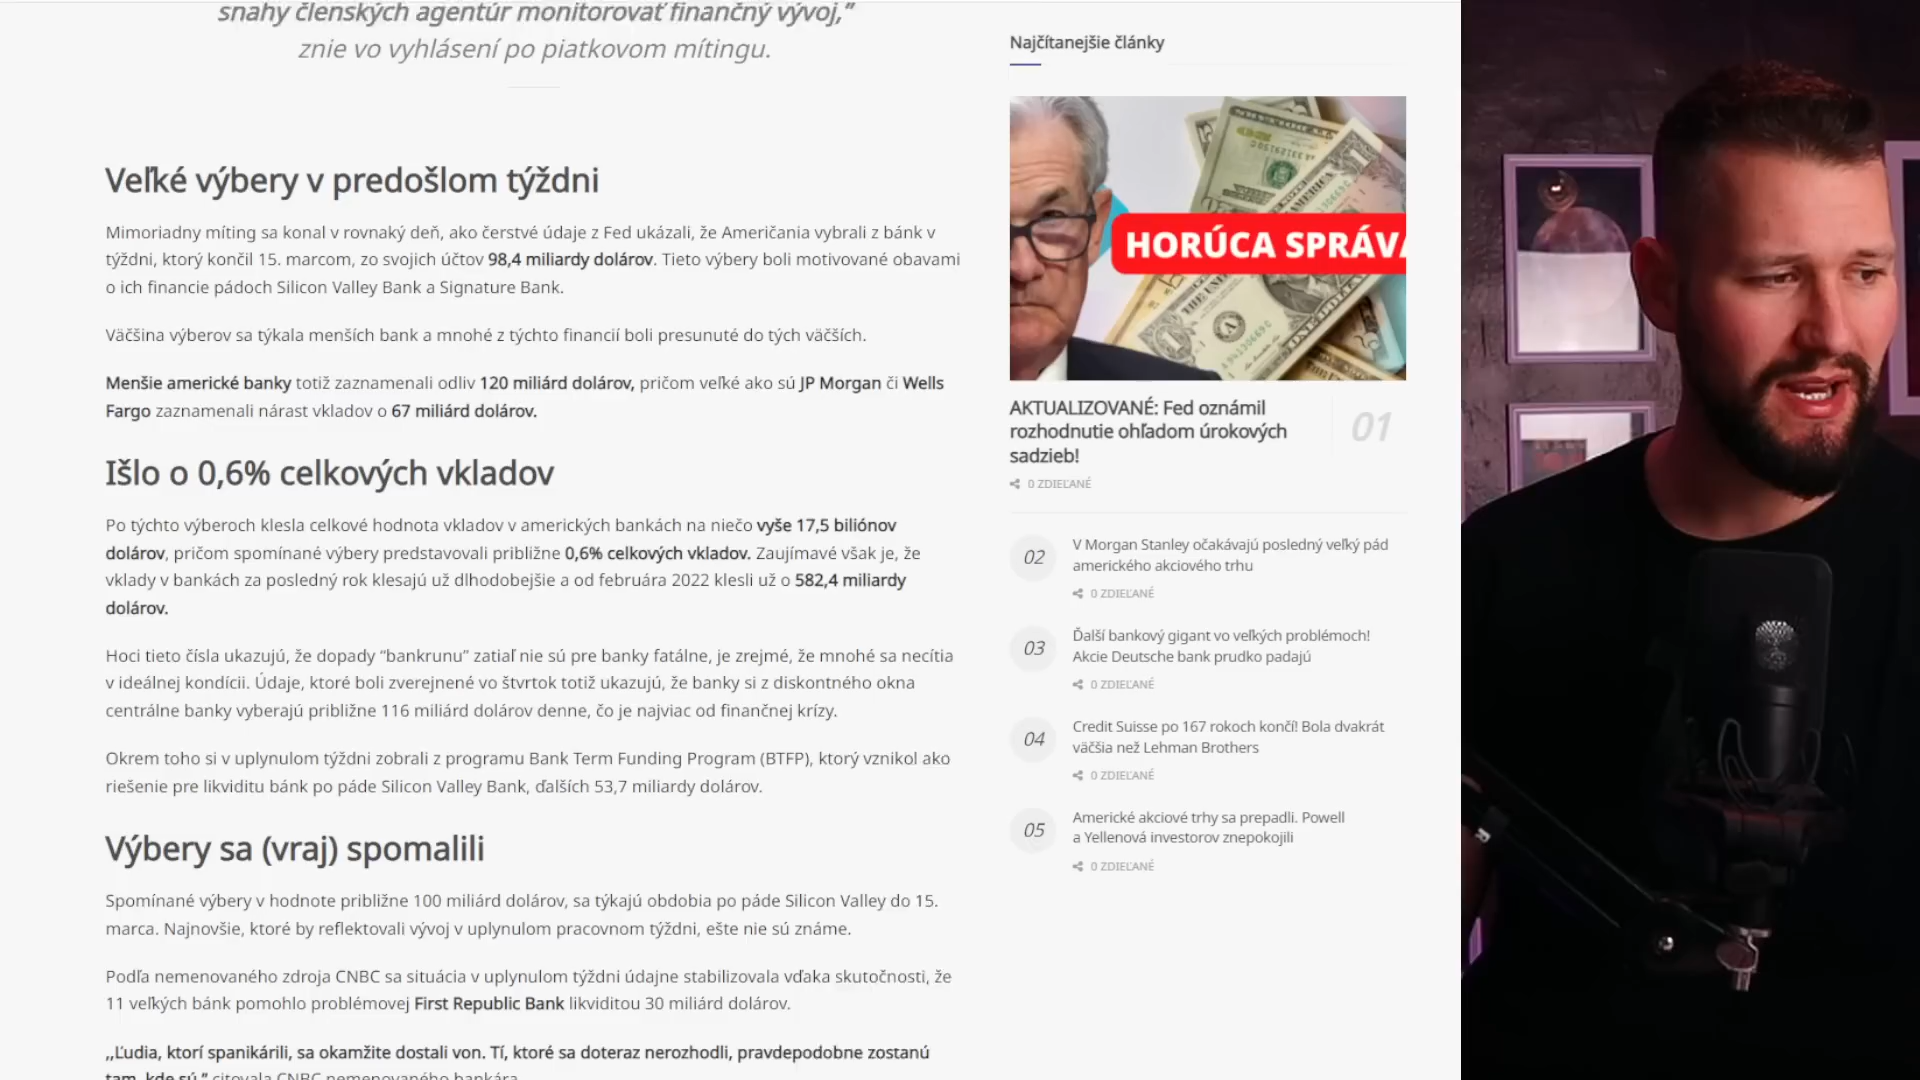 snahy členských agentúr monitorovať finančný vývoj,”
znie vo vyhlásení po piatkovom mítingu.
Veľké výbery v predošlom týždni
Mimoriadny míting sa konal v rovnaký deň, ako čerstvé údaje z Fed ukázali, že Američania vybrali z bánk v
týždni, ktorý končil 15. marcom, zo svojich účtov 98,4 miliardy dolárov. Tieto výbery boli motivované obavami
o ich financie pádoch Silicon Valley Bank a Signature Bank.
Väčšina výberov sa týkala menších bank a mnohé z týchto financií boli presunuté do tých väčších.
Menšie americké banky totiž zaznamenali odliv 120 miliárd dolárov, pričom veľké ako sú JP Morgan či Wells
Fargo zaznamenali nárast vkladov o 67 miliárd dolárov.
Išlo o 0,6% celkových vkladov
Po týchto výberoch klesla celkové hodnota vkladov v amerických bankách na niečo vyše 17,5 biliónov
dolárov, pričom spomínané výbery predstavovali približne 0,6% celkových vkladov. Zaujímavé však je, že
vklady v bankách za posledný rok klesajú už dlhodobejšie a od februára 2022 klesli už o 582,4 miliardy
dolárov.
Hoci tieto čísla ukazujú, že dopady “bankrunu” zatiaľ nie sú pre banky fatálne, je zrejmé, že mnohé sa necítia
v ideálnej kondícii. Údaje, ktoré boli zverejnené vo štvrtok totiž ukazujú, že banky si z diskontného okna
centrálne banky vyberajú približne 116 miliárd dolárov denne, čo je najviac od finančnej krízy.
Okrem toho si v uplynulom týždni zobrali z programu Bank Term Funding Program (BTFP), ktorý vznikol ako
riešenie pre likviditu bánk po páde Silicon Valley Bank, ďalších 53,7 miliardy dolárov.
Výbery sa (vraj) spomalili
Spomínané výbery v hodnote približne 100 miliárd dolárov, sa týkajú obdobia po páde Silicon Valley do 15.
marca. Najnovšie, ktoré by reflektovali vývoj v uplynulom pracovnom týždni, ešte nie sú známe.
Podľa nemenovaného zdroja CNBC sa situácia v uplynulom týždni údajne stabilizovala vďaka skutočnosti, že
11 veľkých bánk pomohlo problémovej First Republic Bank likviditou 30 miliárd dolárov.
,,Ľudia, ktorí spanikárili, sa okamžite dostali von. Tí, ktoré sa doteraz nerozhodli, pravdepodobne zostanú
tam, kde sú,” citovala CNBC nemenovaného bankára.
Najčítanejšie články
HORÚCA SPRÁVA
AKTUALIZOVANÉ: Fed oznámil
rozhodnutie ohľadom úrokových
sadzieb!
01
0 ZDIEĽANÉ
02
V Morgan Stanley očakávajú posledný veľký pád
amerického akciového trhu
0 ZDIEĽANÉ
03
Ďalší bankový gigant vo veľkých problémoch!
Akcie Deutsche bank prudko padajú
0 ZDIEĽANÉ
04
Credit Suisse po 167 rokoch končí! Bola dvakrát
väčšia než Lehman Brothers
0 ZDIEĽANÉ
05
Americké akciové trhy sa prepadli. Powell
a Yellenová investorov znepokojili
0 ZDIEĽANÉ